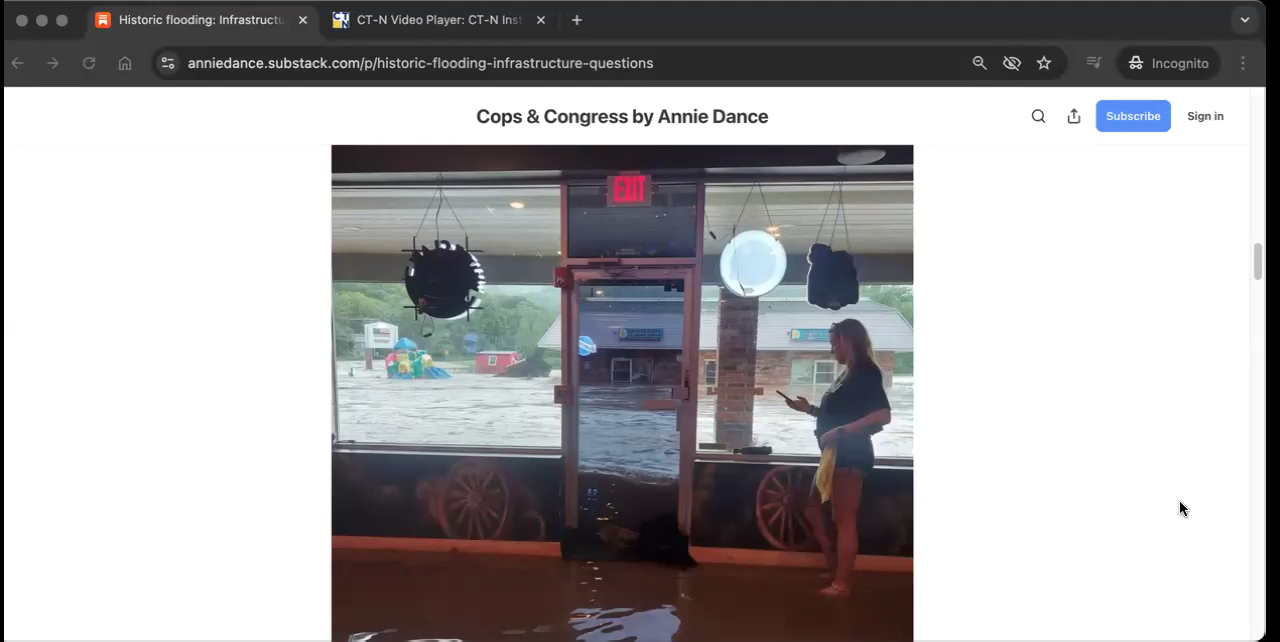 Historic flooding: Infrastructu
CT-N Video Player: CT-N Inst
anniedance.substack.com/p/historic-flooding-infrastructure-questions
Incognito
Cops & Congress by Annie Dance
Subscribe
Sign in
EXIT